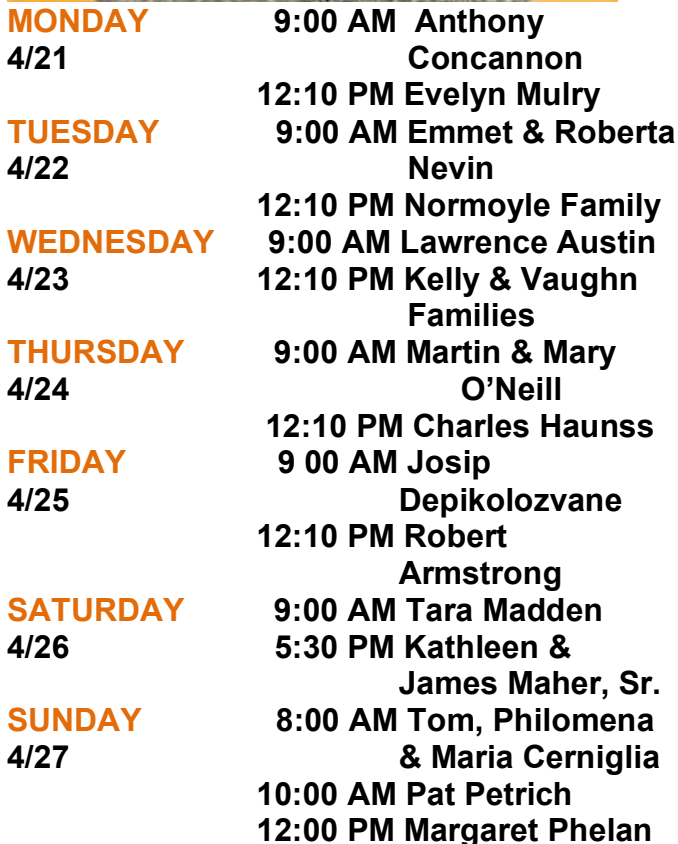 MONDAY 9:00 AM Anthony
4/21 Concannon
12:10 PM Evelyn Mulry
TUESDAY 9:00 AM Emmet & Roberta
4/22 Nevin
12:10 PM Normoyle Family
WEDNESDAY 9:00 AM Lawrence Austin
4/23 12:10 PM Kelly & Vaughn
Families
THURSDAY 9:00 AM Martin & Mary
4/24 O’Neill
12:10 PM Charles Haunss
FRIDAY 9 00 AM Josip
4/25 Depikolozvane
12:10 PM Robert
Armstrong
SATURDAY 9:00 AM Tara Madden
4/26 5:30 PM Kathleen &
James Maher, Sr.
SUNDAY 8:00 AM Tom, Philomena
4/27 & Maria Cerniglia
10:00 AM Pat Petrich
12:00 PM Margaret Phelan